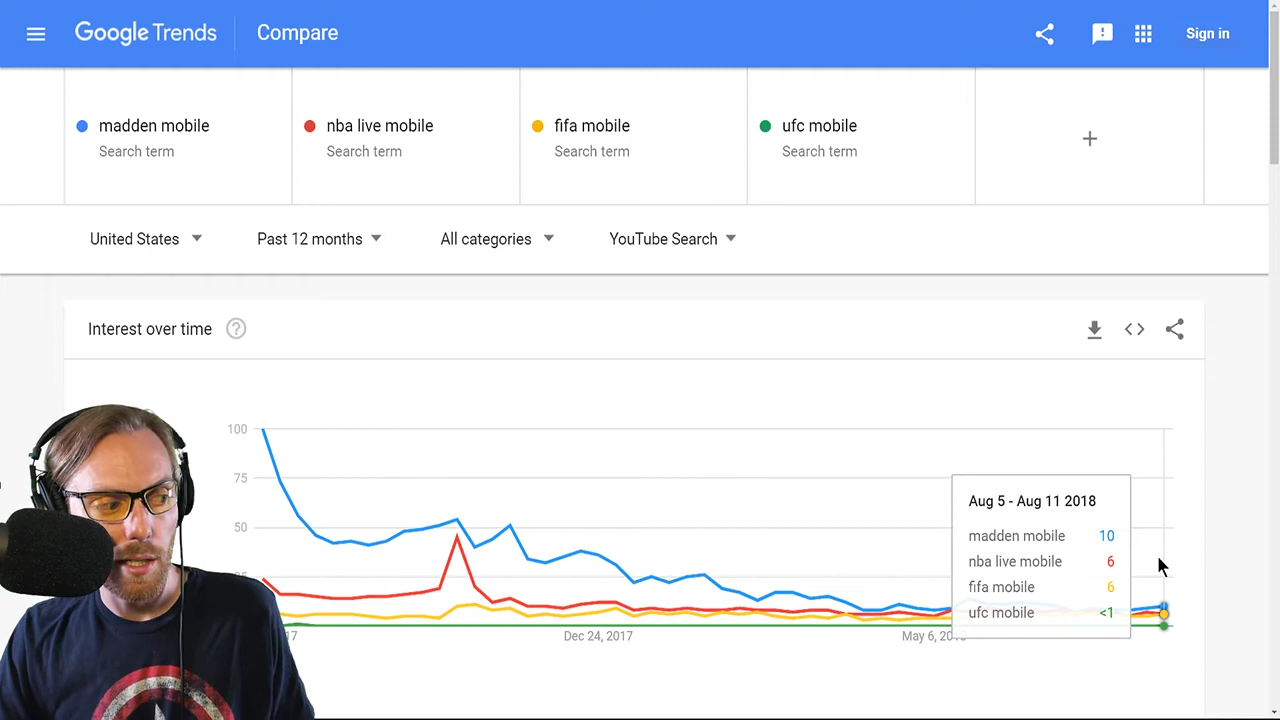 Google Trends Compare Sign in
madden mobile nba live mobile fifa mobile ufc mobile
Search term Search term Search term Search term
United States Past 12 months All categories YouTube Search
Interest over time
100
75
50
Aug 5 - Aug 11 2018
madden mobile 10
nba live mobile 6
fifa mobile 6
ufc mobile <1
Dec 24, 2017